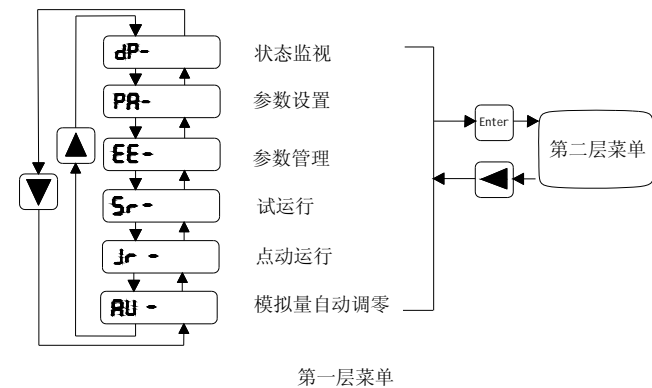 dP- 状态监视
PA- 参数设置
Enter
EE- 参数管理
第二层菜单
Sr- 试运行
Jr - 点动运行
AU - 模拟量自动调零
第一层菜单